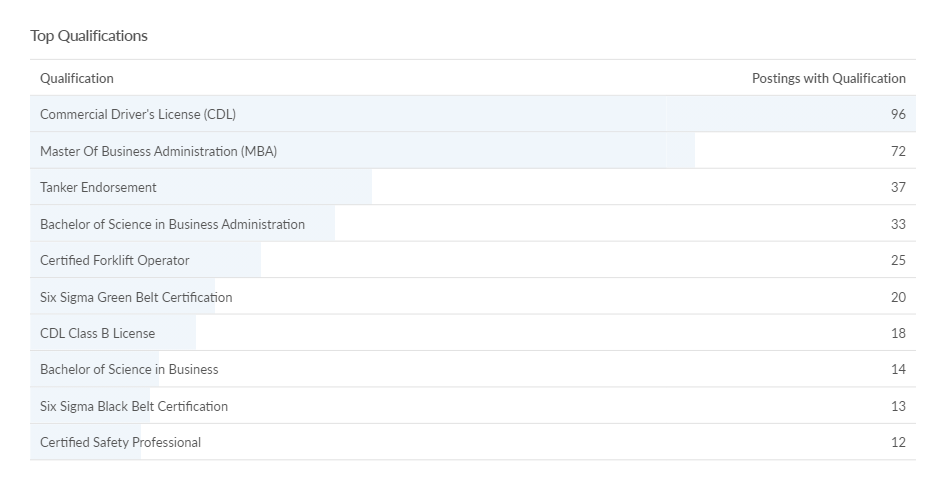 Top Qualifications
Qualification Postings with Qualification
Commercial Driver's License (CDL) 96
Master Of Business Administration (MBA) 72
Tanker Endorsement 37
Bachelor of Science in Business Administration 33
Certified Forklift Operator 25
Six Sigma Green Belt Certification 20
CDL Class B License 18
Bachelor of Science in Business 14
Six Sigma Black Belt Certification 13
Certified Safety Professional 12